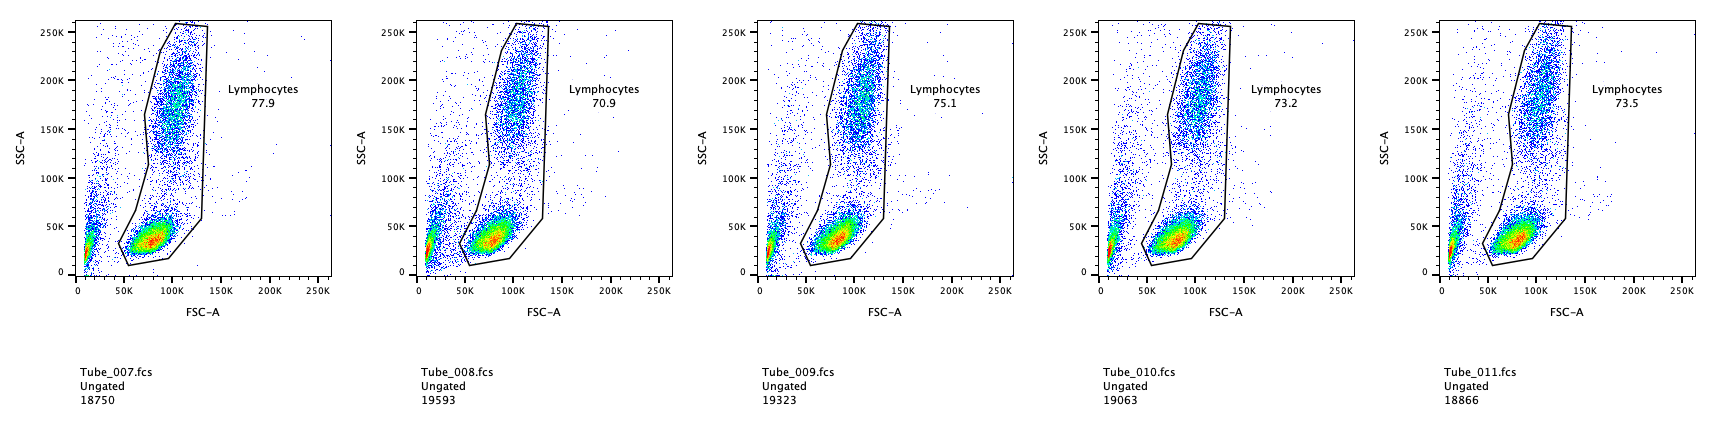 250K
200K
150K
100K
50K
0
SSC-A
Lymphocytes
77.9
0 50K 100K 150K 200K 250K
FSC-A
Tube_007.fcs
Ungated
18750
250K
200K
150K
100K
50K
0
SSC-A
Lymphocytes
70.9
0 50K 100K 150K 200K 250K
FSC-A
Tube_008.fcs
Ungated
19593
250K
200K
150K
100K
50K
0
SSC-A
Lymphocytes
75.1
0 50K 100K 150K 200K 250K
FSC-A
Tube_009.fcs
Ungated
19323
250K
200K
150K
100K
50K
0
SSC-A
Lymphocytes
73.2
0 50K 100K 150K 200K 250K
FSC-A
Tube_010.fcs
Ungated
19063
250K
200K
150K
100K
50K
0
SSC-A
Lymphocytes
73.5
0 50K 100K 150K 200K 250K
FSC-A
Tube_011.fcs
Ungated
18866